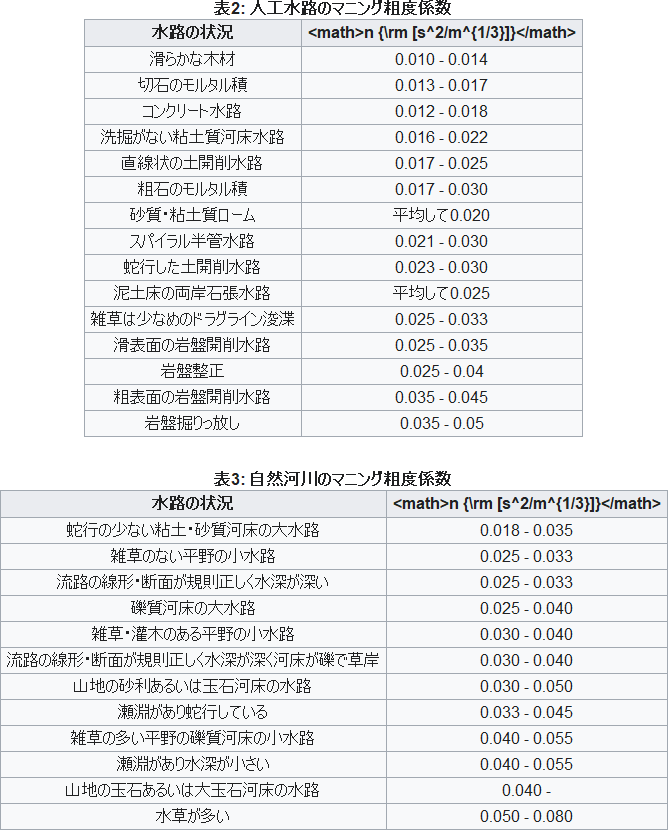 表2: 人工水路のマニング粗度係数
水路の状況 <math>n {\rm [s^2/m^{1/3}]}</math>
滑らかな木材 0.010 - 0.014
切石のモルタル積 0.013 - 0.017
コンクリート水路 0.012 - 0.018
洗掘がない粘土質河床水路 0.016 - 0.022
直線状の土開削水路 0.017 - 0.025
粗石のモルタル積 0.017 - 0.030
砂質・粘土質ローム 平均して0.020
スパイラル半管水路 0.021 - 0.030
蛇行した土開削水路 0.023 - 0.030
泥土床の両岸石張水路 平均して0.025
雑草は少なめのドラグライン浚渫 0.025 - 0.033
滑表面の岩盤開削水路 0.025 - 0.035
岩盤整正 0.025 - 0.04
粗表面の岩盤開削水路 0.035 - 0.045
岩盤掘りっ放し 0.035 - 0.05
表3: 自然河川のマニング粗度係数
水路の状況 <math>n {\rm [s^2/m^{1/3}]}</math>
蛇行の少ない粘土・砂質河床の大水路 0.018 - 0.035
雑草のない平野の小水路 0.025 - 0.033
流路の線形・断面が規則正しく水深が深い 0.025 - 0.033
礫質河床の大水路 0.025 - 0.040
雑草・灌木のある平野の小水路 0.030 - 0.040
流路の線形・断面が規則正しく水深が深く河床が礫で草岸 0.030 - 0.040
山地の砂利あるいは玉石河床の水路 0.030 - 0.050
瀬淵があり蛇行している 0.033 - 0.045
雑草の多い平野の礫質河床の小水路 0.040 - 0.055
瀬淵があり水深が小さい 0.040 - 0.055
山地の玉石あるいは大玉石河床の水路 0.040 -
水草が多い 0.050 - 0.080